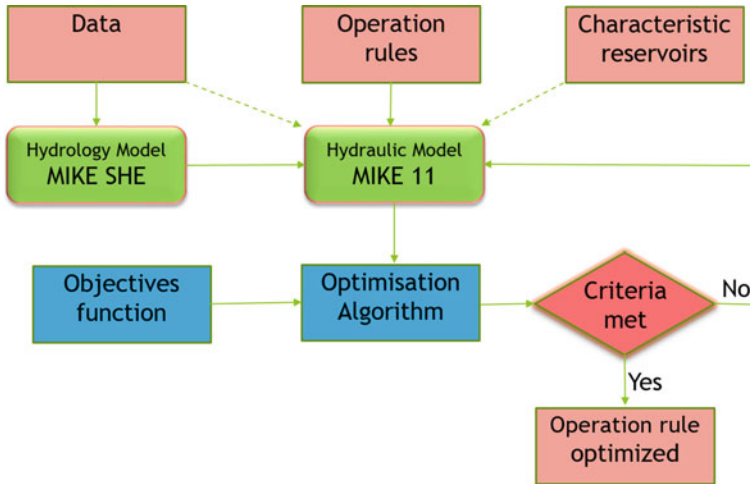 Data
Operation
rules
Characteristic
reservoirs
Hydrology Model
MIKE SHE
Hydraulic Model
MIKE 11
Objectives
function
Optimisation
Algorithm
Criteria
met
No
Yes
Operation rule
optimized